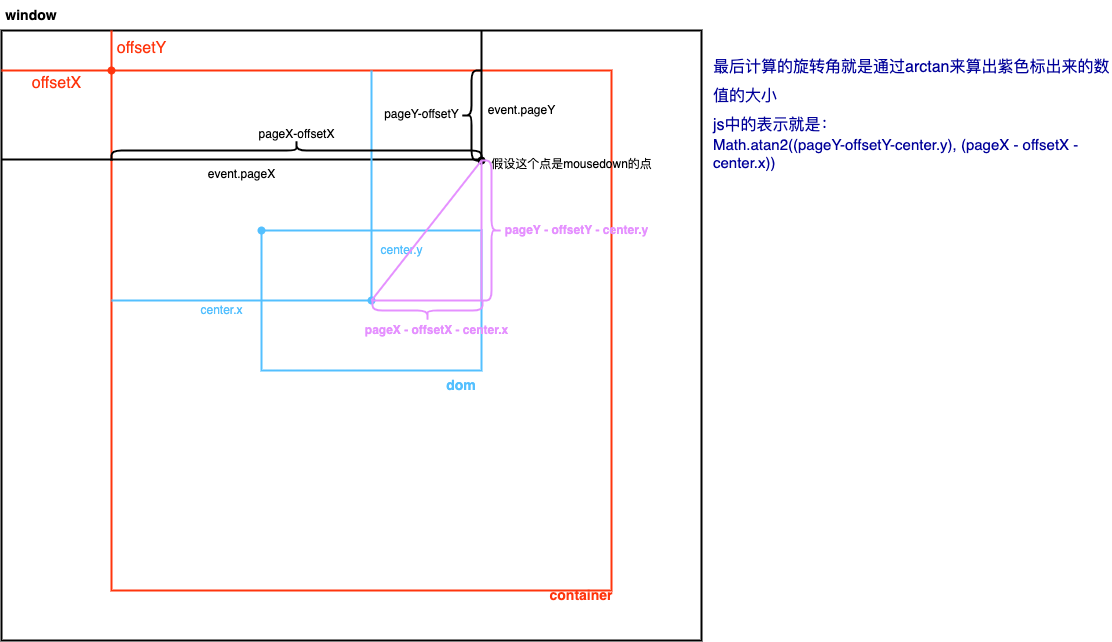 window
offsetY
offsetX
最后计算的旋转角就是通过arctan来算出紫色标出来的数
值的大小
js中的表示就是：
Math.atan2((pageY-offsetY-center.y), (pageX - offsetX -
center.x))
pageY-offsetY
event.pageY
pageX-offsetX
假设这个点是mousedown的点
event.pageX
pageY - offsetY - center.y
center.y
center.x
pageX - offsetX - center.x
dom
container